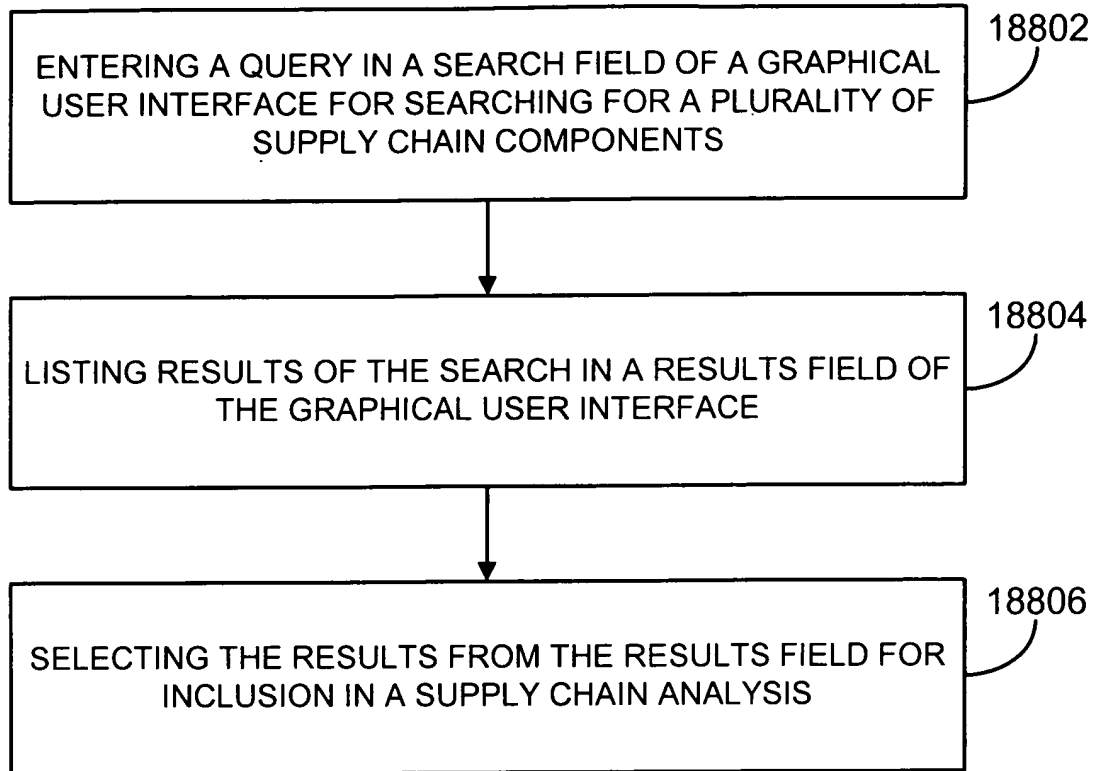 18802
ENTERING A QUERY IN A SEARCH FIELD OF A GRAPHICAL
USER INTERFACE FOR SEARCHING FOR A PLURALITY OF
SUPPLY CHAIN COMPONENTS
18804
LISTING RESULTS OF THE SEARCH IN A RESULTS FIELD OF
THE GRAPHICAL USER INTERFACE
18806
SELECTING THE RESULTS FROM THE RESULTS FIELD FOR
INCLUSION IN A SUPPLY CHAIN ANALYSIS